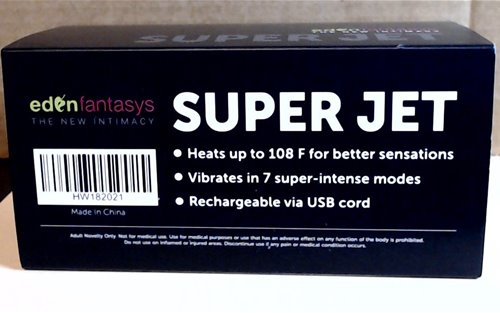 SUPER JET
edenfantasys
THE NEW INTIMACY
SUPER JET
• Heats up to 108 F for better sensations
• Vibrates in 7 super-intense modes
• Rechargeable via USB cord
HW182021
Made in China
Adult Novelty Only Not for medical use. Use for medical purposes or use that has an adverse effect on any function of the body is prohibited.
Do not use on inflamed or injured areas. Discontinue use if any pain or medical condition occurs.